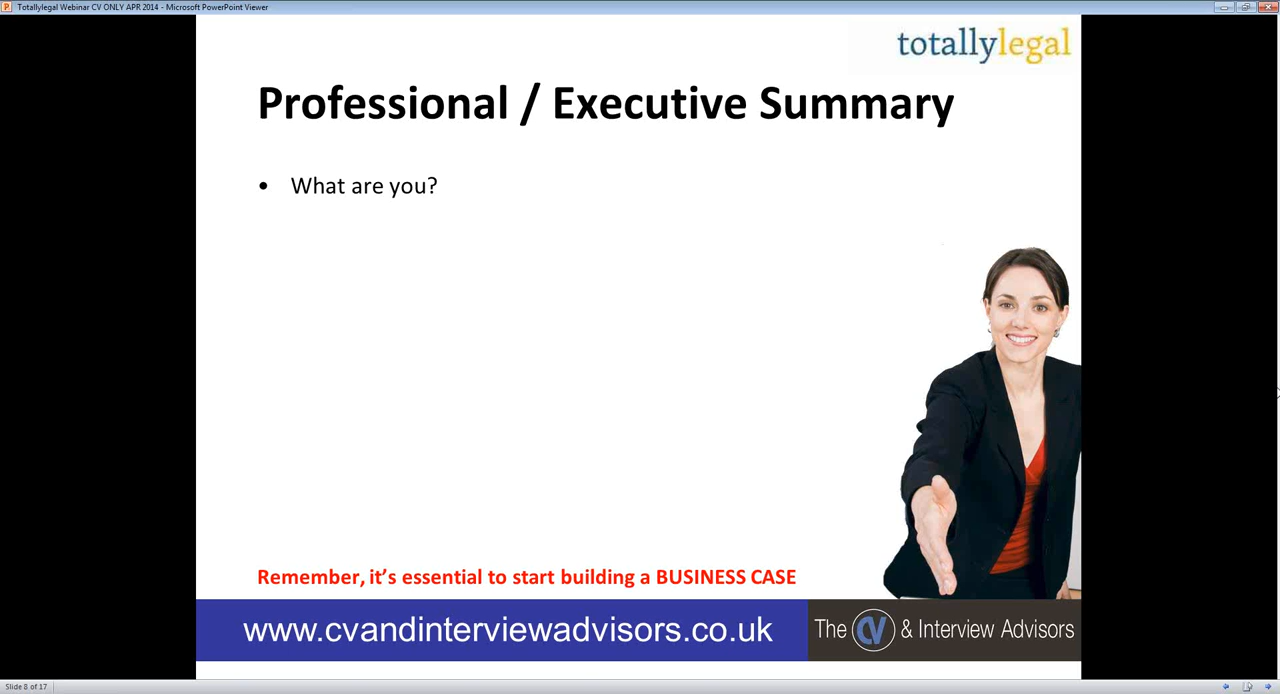 Totallylegal Webinar CV ONLY APR 2014 - Microsoft PowerPoint Viewer
totallylegal
Professional / Executive Summary
• What are you?
Remember, it's essential to start building a BUSINESS CASE
www.cvandinterviewadvisors.co.uk
The CV & Interview Advisors
Slide 8 of 17